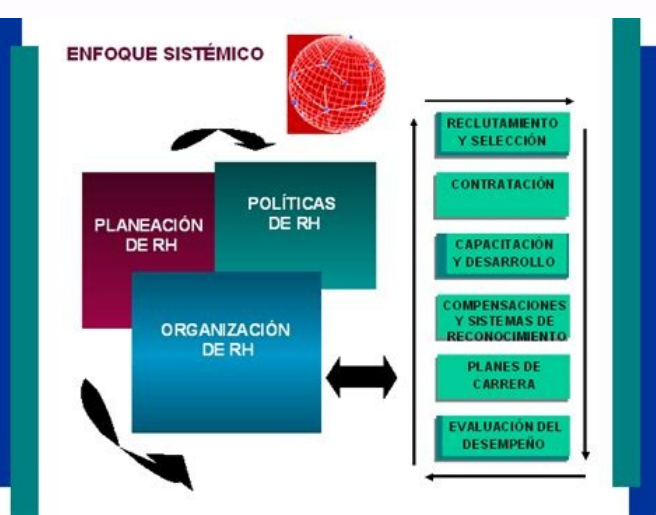 ENFOQUE SISTÉMICO
PLANEACIÓN
DE RH
POLÍTICAS
DE RH
ORGANIZACIÓN
DE RH
RECLUTAMIENTO
Y SELECCIÓN
CONTRATACIÓN
CAPACITACIÓN
Y DESARROLLO
COMPENSACIONES
Y SISTEMAS DE
RECONOCIMIENTO
PLANES DE
CARRERA
EVALUACIÓN DEL
DESEMPEÑO